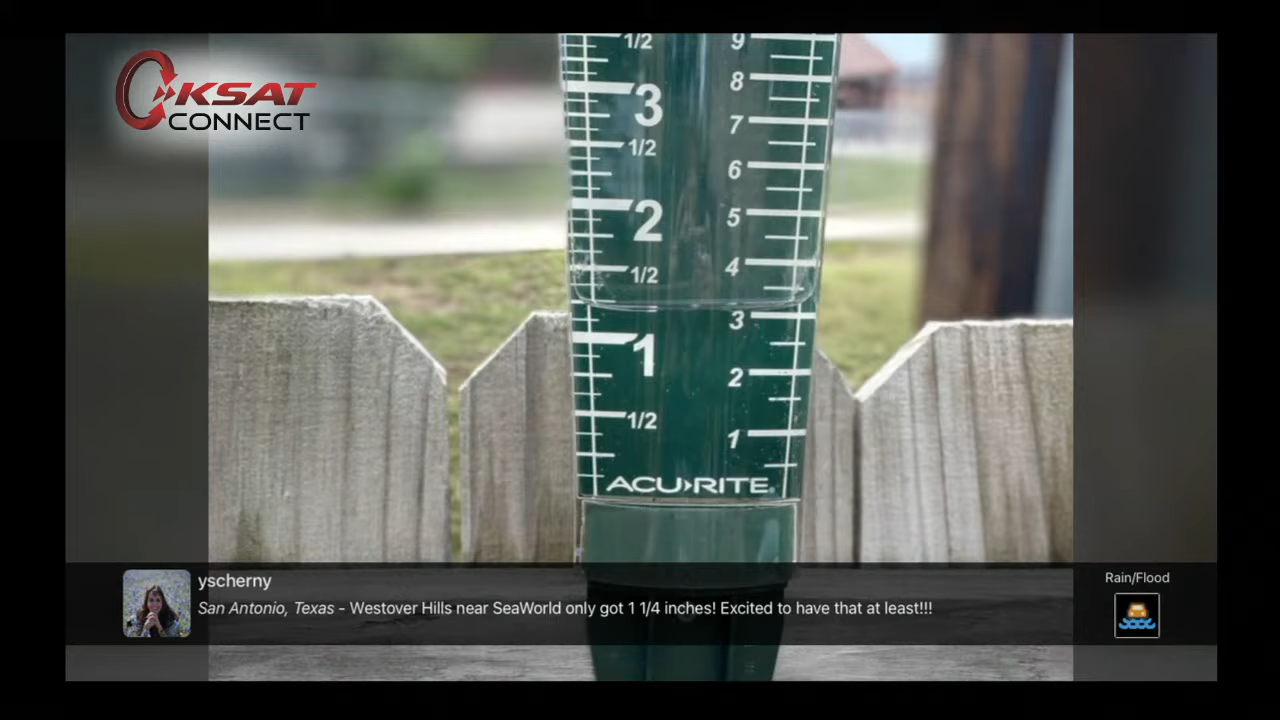 KSAT
CONNECT
1/2 9
8
3
7
1/2
6
2 5
1/2 4
3
1
2
1/2
1
ACU>RITE
yscherny
San Antonio, Texas - Westover Hills near SeaWorld only got 1 1/4 inches! Excited to have that at least!!!
Rain/Flood